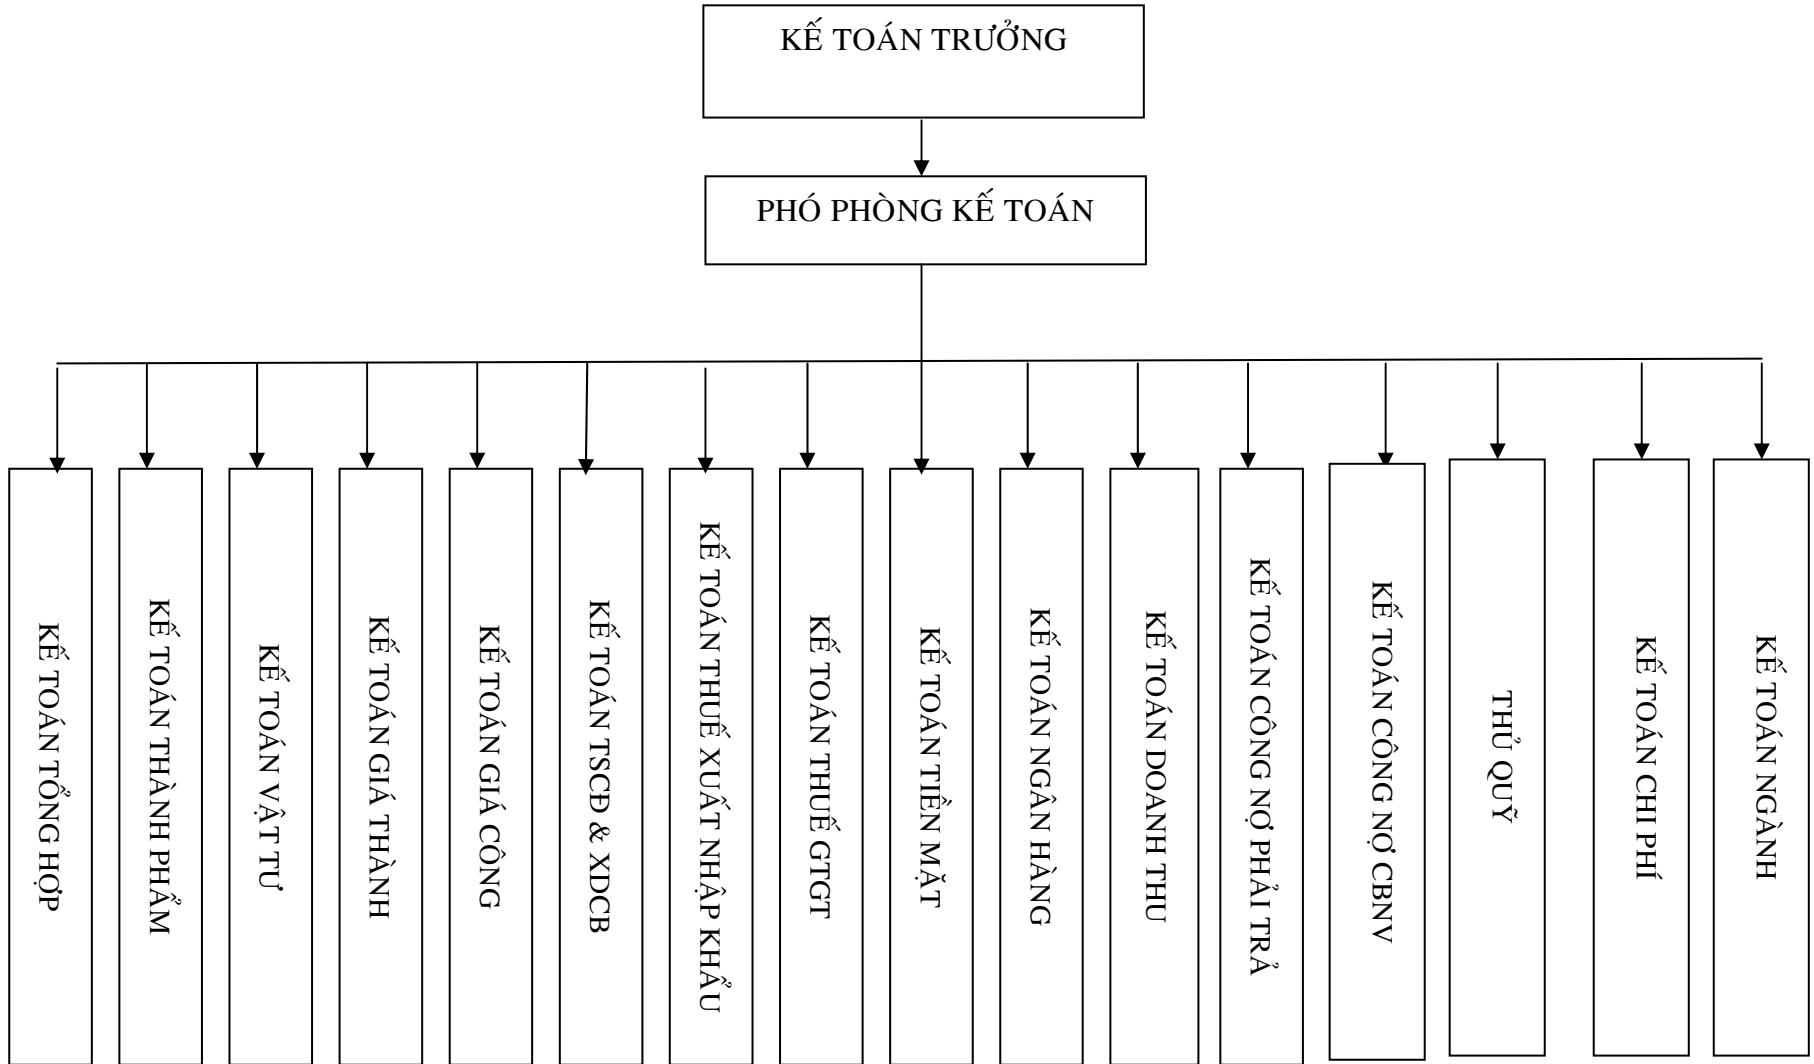 KẾ TOÁN TRƯỞNG
PHÓ PHÒNG KẾ TOÁN
KẾ TOÁN TỔNG HỢP
KẾ TOÁN THÀNH PHẨM
KẾ TOÁN VẬT TƯ
KẾ TOÁN GIÁ THÀNH
KẾ TOÁN GIÁ CÔNG
KẾ TOÁN TSCĐ & XDCB
KẾ TOÁN THUẾ XUẤT NHẬP KHẨU
KẾ TOÁN THUẾ GTGT
KẾ TOÁN TIỀN MẶT
KẾ TOÁN NGÂN HÀNG
KẾ TOÁN DOANH THU
KẾ TOÁN CÔNG NỢ PHẢI TRẢ
KẾ TOÁN CÔNG NỢ CBNV
THỦ QUỸ
KẾ TOÁN CHI PHÍ
KẾ TOÁN NGÀNH